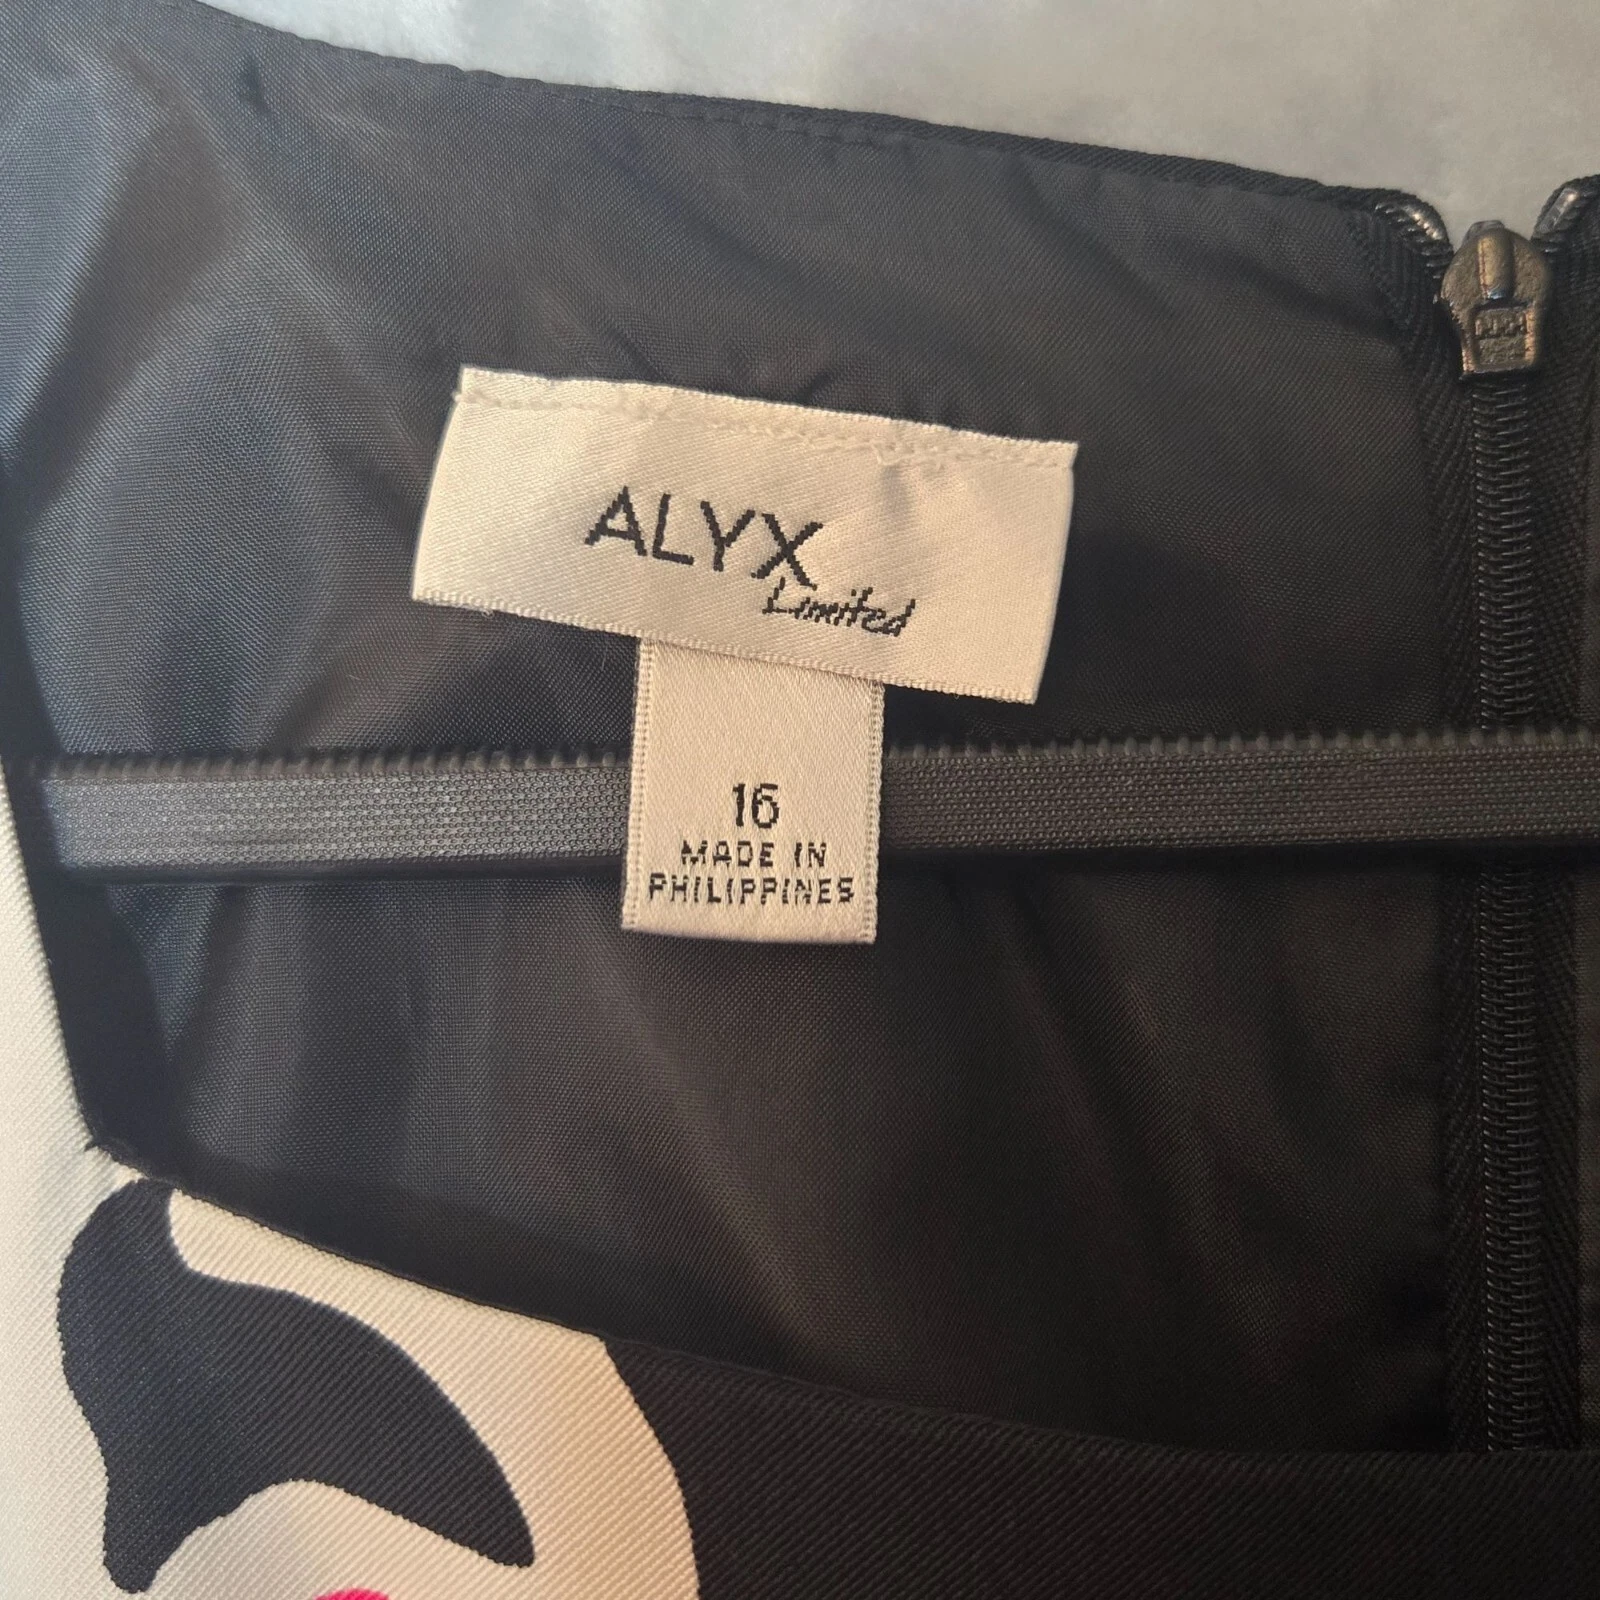 ALYX
Limited
16
MADE IN
PHILIPPINES